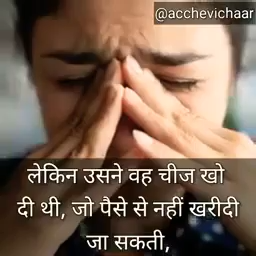 @acchevichaar
लेकिन उसने वह चीज खो
दी थी, जो पैसे से नहीं खरीदी
जा सकती,